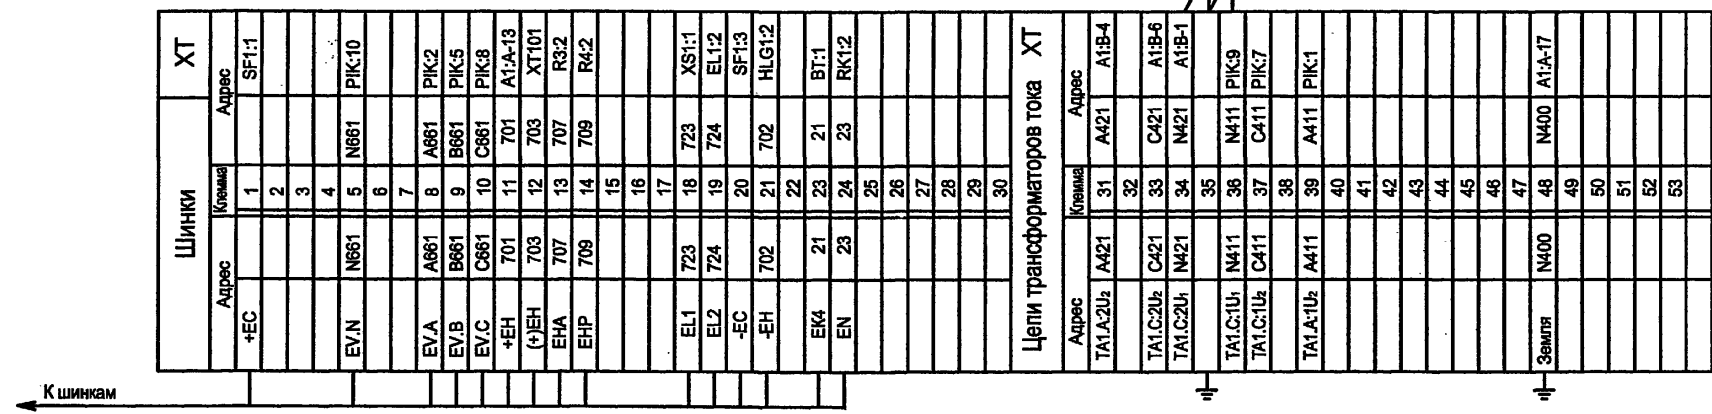 Шинки XT
Адрес Клемма Адрес
+EC 1 SF1:1
2
3
4
EV.N N661 5 N661 PIK:10
6
7
EV.A A661 8 A661 PIK:2
EV.B B661 9 B661 PIK:5
EV.C C661 10 C661 PIK:8
+EH 701 11 701 A1:A-13
(+)EH 703 12 703 XT101
EHA 707 13 707 R3:2
EHP 709 14 709 R4:2
15
16
17
EL1 723 18 723 XS1:1
EL2 724 19 724 EL1:2
-EC 20 SF1:3
-EH 702 21 702 HLG1:2
22
EK4 21 23 21 BT:1
EN 23 24 23 RK1:2
25
26
27
28
29
30
Цепи трансформаторов тока XT
Адрес Клемма Адрес
TA1.A:2U2 A421 31 A421 A1:B-4
32
TA1.C:2U2 C421 33 C421 A1:B-6
TA1.C:2U1 N421 34 N421 A1:B-1
35
TA1.C:1U1 N411 36 N411 PIK:9
TA1.C:1U2 C411 37 C411 PIK:7
38
TA1.A:1U2 A411 39 A411 PIK:1
40
41
42
43
44
45
46
47
Земля N400 48 N400 A1:A-17
49
50
51
52
53
К шинкам